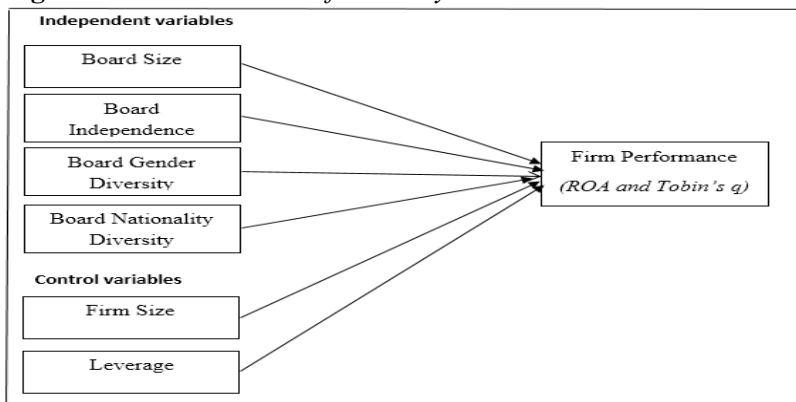 Independent variables
Board Size
Board
Independence
Board Gender
Diversity
Board Nationality
Diversity
Control variables
Firm Size
Leverage
Firm Performance
(ROA and Tobin's q)